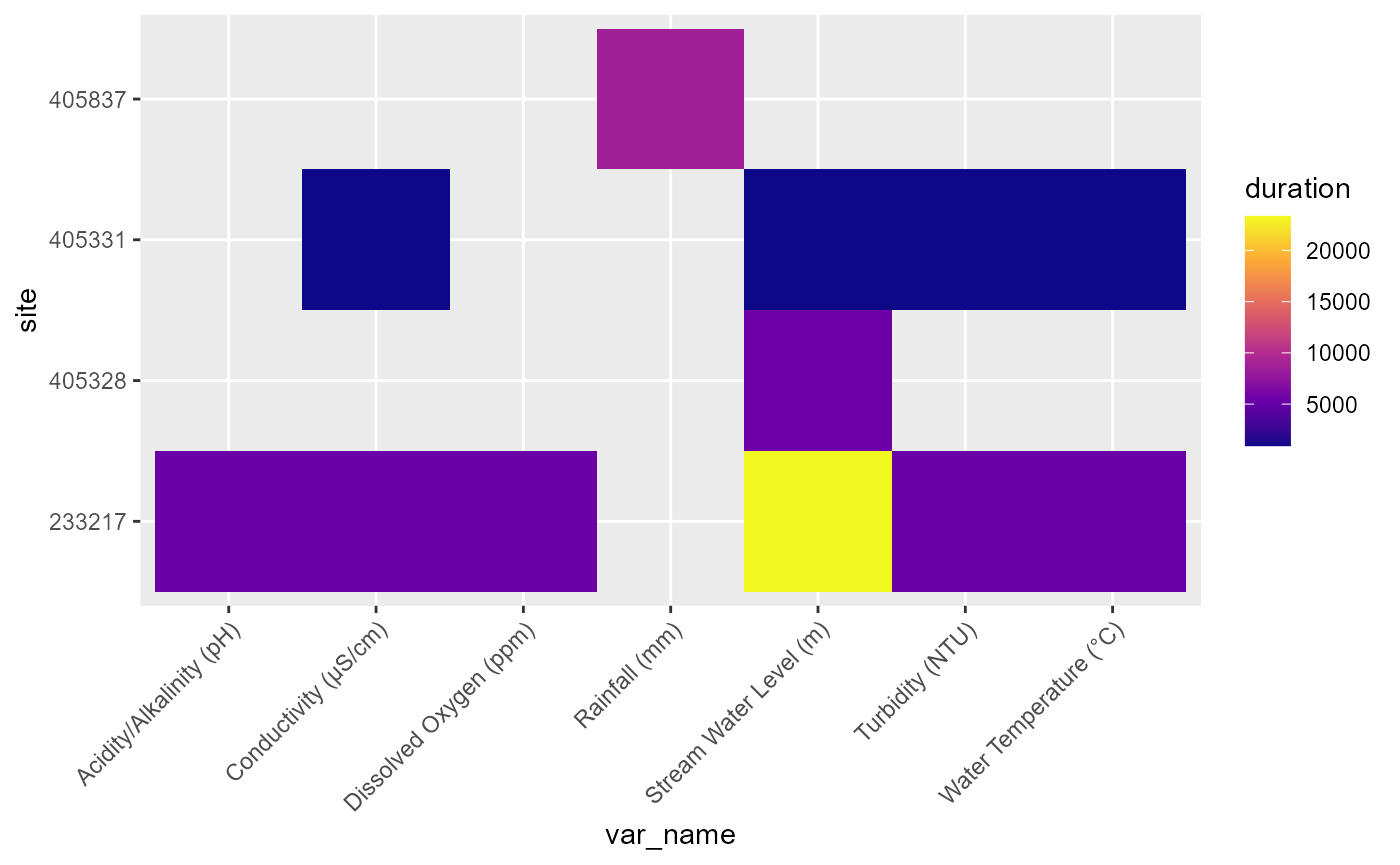 405837
405331
405328
233217
site
Acidity/Alkalinity (pH)
Conductivity (µS/cm)
Dissolved Oxygen (ppm)
Rainfall (mm)
Stream Water Level (m)
Turbidity (NTU)
Water Temperature (°C)
var_name
duration
20000
15000
10000
5000